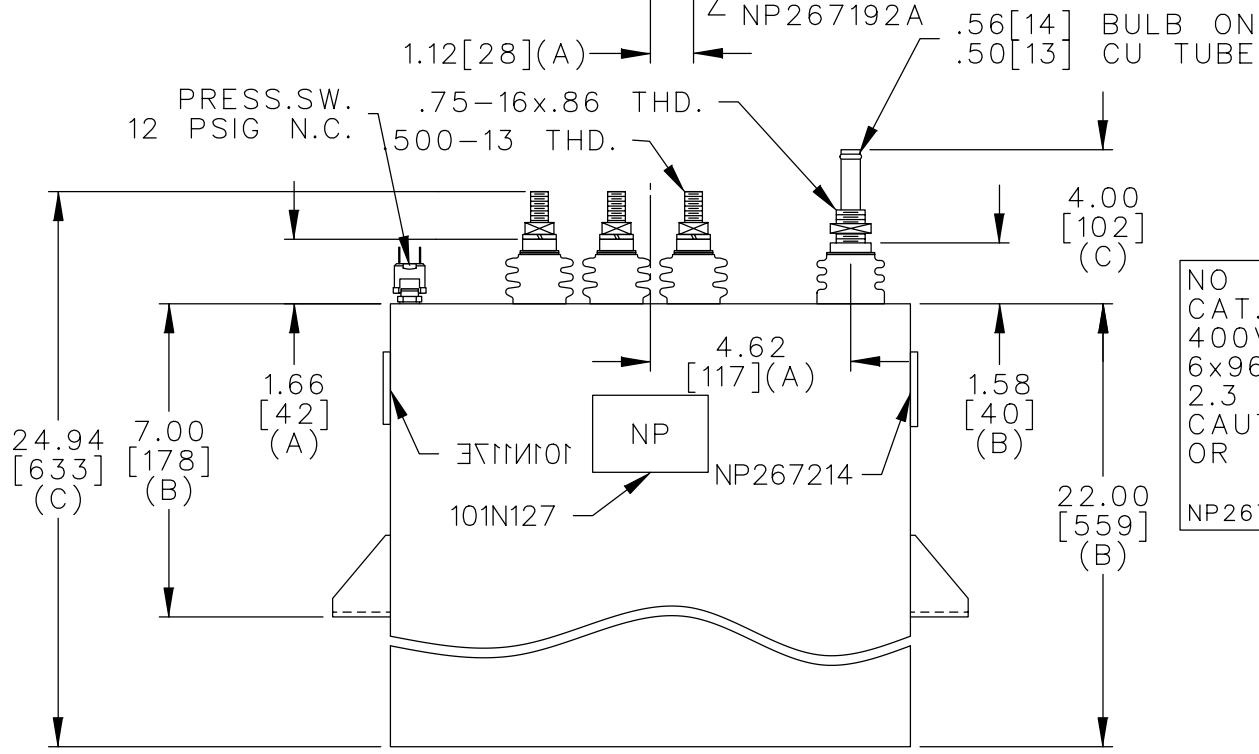 NP267192A
.56[14] BULB ON
.50[13] CU TUBE
1.12[28](A)
PRESS.SW.
12 PSIG N.C.
.75-16x.86 THD.
.500-13 THD.
4.00
[102]
(C)
4.62
[117](A)
1.66
[42]
(A)
1.58
[40]
(B)
24.94
[633]
(C)
7.00
[178]
(B)
101N117E
NP
NP267214
101N127
22.00
[559]
(B)
NO
CAT.
400V
6x96
2.3
CAUT
OR
NP267